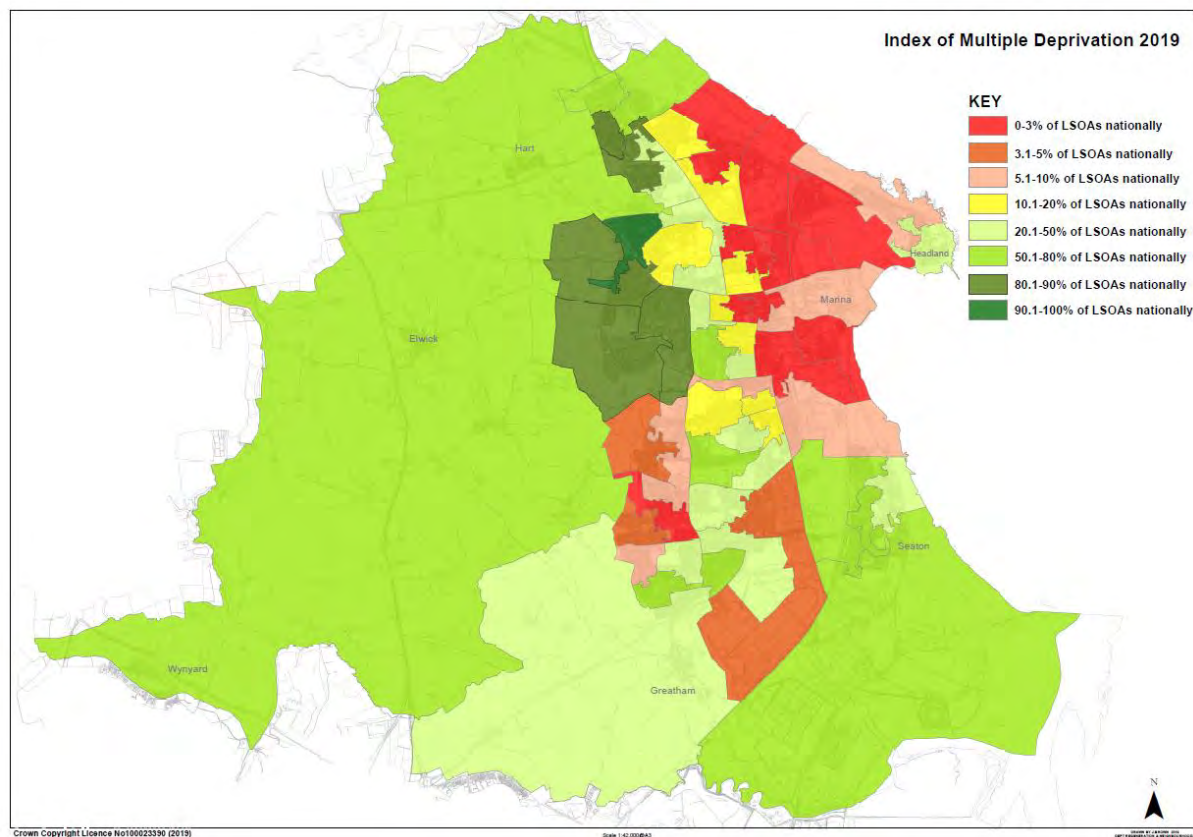 Index of Multiple Deprivation 2019
KEY
0-3% of LSOAs nationally
3.1-5% of LSOAs nationally
5.1-10% of LSOAs nationally
10.1-20% of LSOAs nationally
20.1-50% of LSOAs nationally
50.1-80% of LSOAs nationally
80.1-90% of LSOAs nationally
90.1-100% of LSOAs nationally
Hart
Headland
Marina
Elwick
Seaton
Wynyard
Greatham
N
Crown Copyright Licence No100023390 (2019)